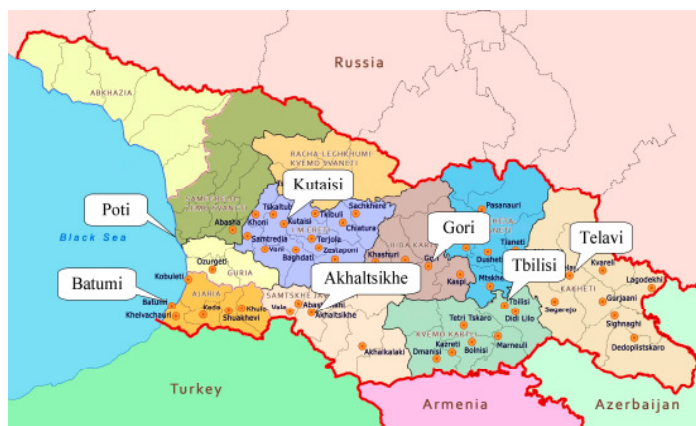 Russia
ABKHAZIA
RACHA-LECHKHUMI
KVEMO SVANETI
Kutaisi
Poti
Black Sea
Pasanauri
Tskaltubo
Sachkhere
Khoni
Kutaisi
Tkibuli
Abasha
Chiatura
IMERETI
Samtredia
Terjola
Vani
Zestaponi
Baghdati
Gori
Khashuri
Tianeti
Dusheti
Telavi
Kvareli
Ozurgeti
GURIA
Kobuleti
Kaspi
Tbilisi
KAKHETI
Lagodekhi
Batumi
AJARIA
Akhaltsikhe
Batumi
Keda
Khulo
Khelvachauri
Shuakhevi
Vale
Akhaltsikhe
Tbilisi
Didi Lilo
Gurjaani
Tetri Tskaro
Sighnaghi
KVEMO KARTLI
Kazreti
Marneuli
Dmanisi
Bolnisi
Akhalkalaki
Dedoplistskaro
Turkey
Armenia
Azerbaijan